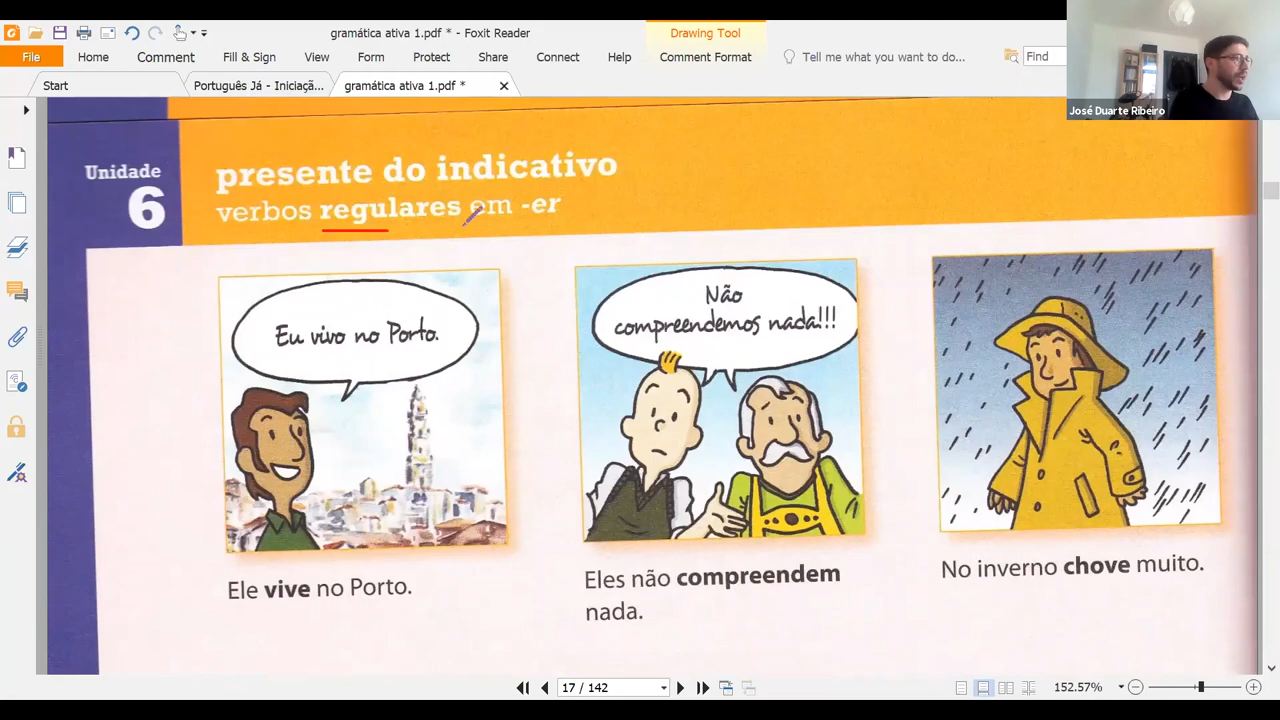 gramática ativa 1.pdf * - Foxit Reader
Drawing Tool
File
Home
Comment
Fill & Sign
View
Form
Protect
Share
Connect
Help
Comment Format
Tell me what you want to do...
Find
José Duarte Ribeiro
Start
Português Já - Iniciaçã...
gramática ativa 1.pdf *
Unidade
6
presente do indicativo
verbos regulares em -er
Eu vivo no Porto.
Não
compreendemos nada!!!
Ele vive no Porto.
Eles não compreendem
nada.
No inverno chove muito.
17 / 142
152.57%